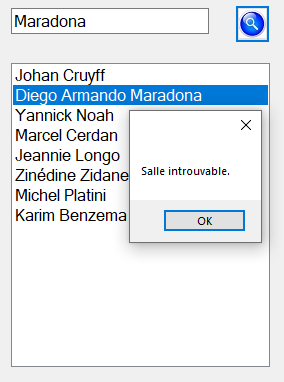 Maradona
Johan Cruyff
Diego Armando Maradona
Yannick Noah
Marcel Cerdan
Jeannie Longo
Zinédine Zidane
Michel Platini
Karim Benzema
Salle introuvable.
OK